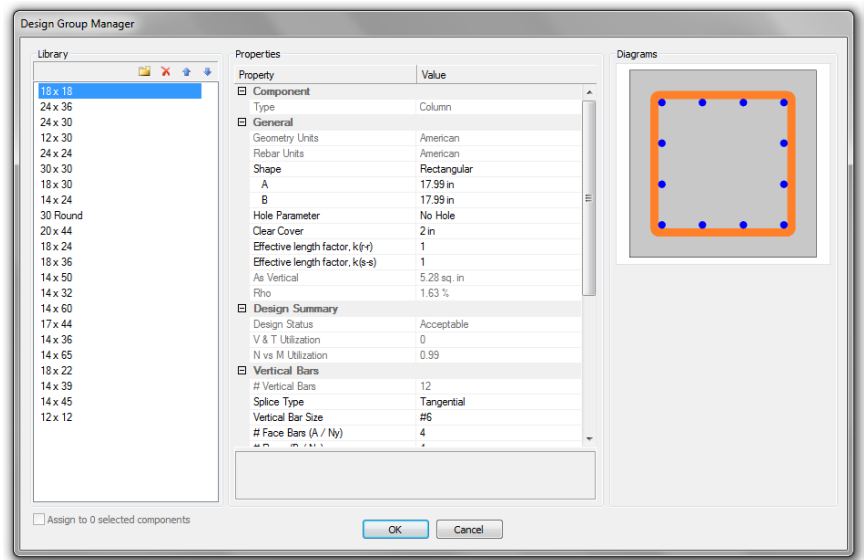 Design Group Manager
Library
18 x 18
24 x 36
24 x 30
12 x 30
24 x 24
30 x 30
18 x 30
14 x 24
30 Round
20 x 44
18 x 24
18 x 36
14 x 50
14 x 32
14 x 60
17 x 44
14 x 36
14 x 65
18 x 22
14 x 39
14 x 45
12 x 12
Assign to 0 selected components
Properties
Property Value
Component
Type Column
General
Geometry Units American
Rebar Units American
Shape Rectangular
A 17.99 in
B 17.99 in
Hole Parameter No Hole
Clear Cover 2 in
Effective length factor, k(r-r) 1
Effective length factor, k(s-s) 1
As Vertical 5.28 sq. in
Rho 1.63 %
Design Summary
Design Status Acceptable
V & T Utilization 0
N vs M Utilization 0.99
Vertical Bars
# Vertical Bars 12
Splice Type Tangential
Vertical Bar Size #6
# Face Bars (A / Ny) 4
Diagrams
OK Cancel